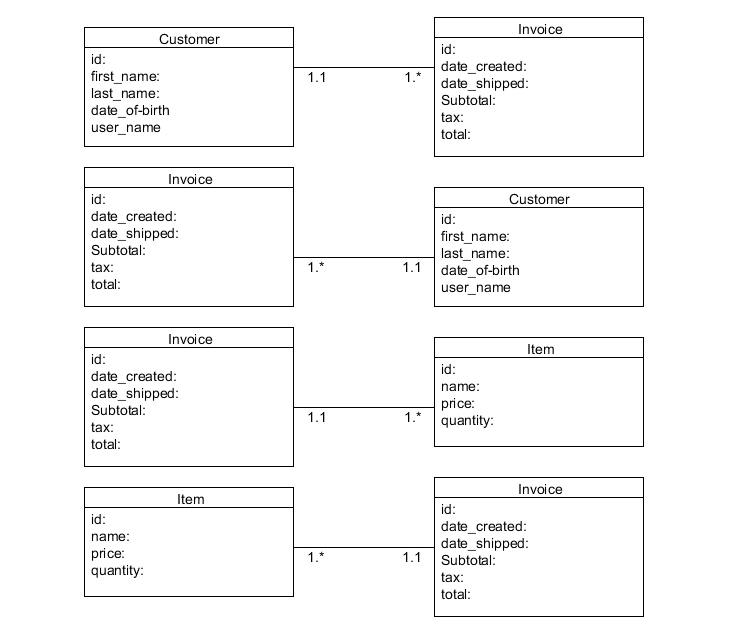 Customer
id:
first_name:
last_name:
date_of-birth
user_name
1.1
1.*
Invoice
id:
date_created:
date_shipped:
Subtotal:
tax:
total:
Invoice
id:
date_created:
date_shipped:
Subtotal:
tax:
total:
1.*
1.1
Customer
id:
first_name:
last_name:
date_of-birth
user_name
Invoice
id:
date_created:
date_shipped:
Subtotal:
tax:
total:
1.1
1.*
Item
id:
name:
price:
quantity:
Item
id:
name:
price:
quantity:
1.*
1.1
Invoice
id:
date_created:
date_shipped:
Subtotal:
tax:
total: